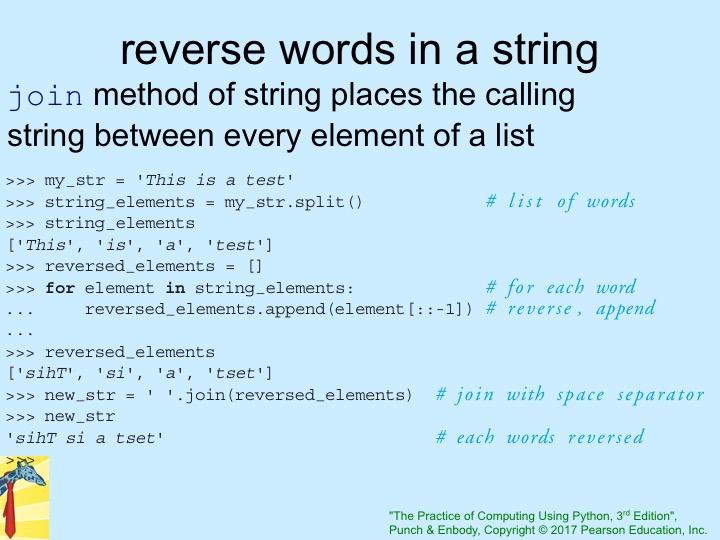 reverse words in a string
join method of string places the calling
string between every element of a list
>>> my_str = 'This is a test'
>>> string_elements = my_str.split() # list of words
>>> string_elements
['This', 'is', 'a', 'test']
>>> reversed_elements = []
>>> for element in string_elements: # for each word
...     reversed_elements.append(element[::-1]) # reverse, append
...
>>> reversed_elements
['sihT', 'si', 'a', 'tset']
>>> new_str = ' '.join(reversed_elements) # join with space separator
>>> new_str
'sihT si a tset' # each words reversed
>>>
"The Practice of Computing Using Python, 3rd Edition",
Punch & Enbody, Copyright © 2017 Pearson Education, Inc.